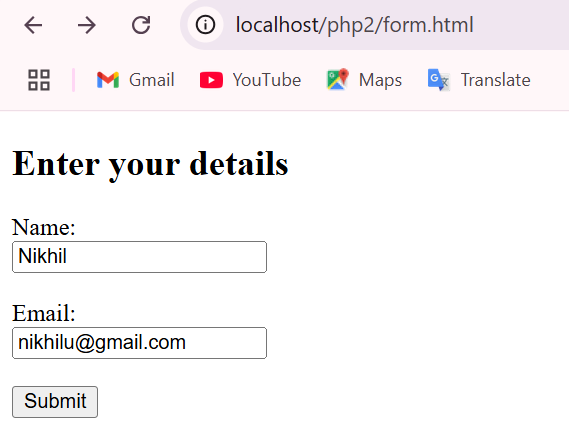 localhost/php2/form.html
Gmail YouTube Maps Translate
Enter your details
Name:
Nikhil
Email:
nikhilu@gmail.com
Submit